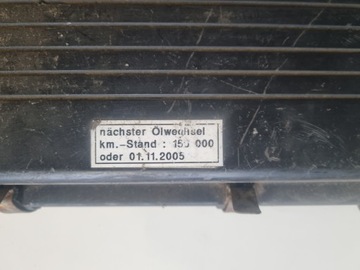 nächster Ölwechsel
km.-Stand : 155 000
oder 01.11.2005